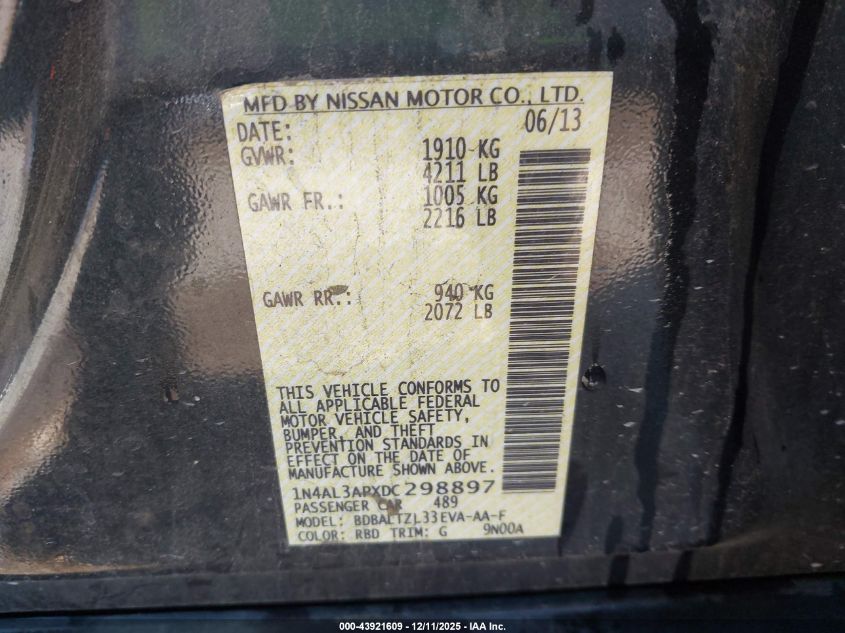 MFD BY NISSAN MOTOR CO., LTD.
DATE: 06/13
GVWR: 1910 KG
4211 LB
GAWR FR.: 1005 KG
2216 LB
GAWR RR.: 940 KG
2072 LB
THIS VEHICLE CONFORMS TO
ALL APPLICABLE FEDERAL
MOTOR VEHICLE SAFETY,
BUMPER, AND THEFT
PREVENTION STANDARDS IN
EFFECT ON THE DATE OF
MANUFACTURE SHOWN ABOVE.
1N4AL3APXDC298897
PASSENGER CAR 489
MODEL: BDBALTZL33EVA-AA-F
COLOR: RBD TRIM: G 9N00A
000-43921609 - 12/11/2025 - IAA Inc.